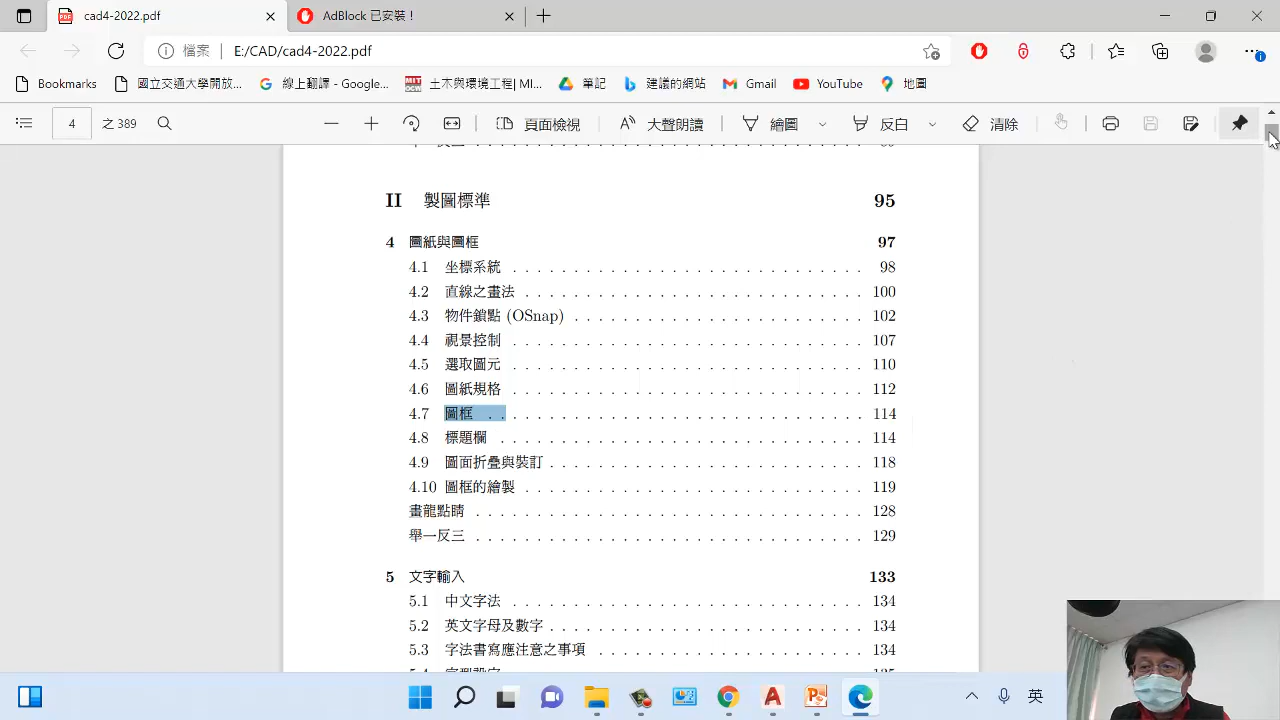 cad4-2022.pdf
AdBlock 已安裝！
檔案
E:/CAD/cad4-2022.pdf
Bookmarks
國立交通大學開放...
線上翻譯 - Google...
土木與環境工程| MI...
筆記
建議的網站
Gmail
YouTube
地圖
4 之 389
頁面檢視
大聲朗讀
繪圖
反白
清除
II 製圖標準 95
4 圖紙與圖框 97
4.1 坐標系統 . . . . . . . . . . . . . . . . . . . . . . . . . . . . . 98
4.2 直線之畫法 . . . . . . . . . . . . . . . . . . . . . . . . . . . . 100
4.3 物件鎖點 (OSnap) . . . . . . . . . . . . . . . . . . . . . . . . 102
4.4 視景控制 . . . . . . . . . . . . . . . . . . . . . . . . . . . . . 107
4.5 選取圖元 . . . . . . . . . . . . . . . . . . . . . . . . . . . . . 110
4.6 圖紙規格 . . . . . . . . . . . . . . . . . . . . . . . . . . . . . 112
4.7 圖框 . . . . . . . . . . . . . . . . . . . . . . . . . . . . . . . 114
4.8 標題欄 . . . . . . . . . . . . . . . . . . . . . . . . . . . . . . 114
4.9 圖面折疊與裝訂 . . . . . . . . . . . . . . . . . . . . . . . . . . 118
4.10 圖框的繪製 . . . . . . . . . . . . . . . . . . . . . . . . . . . . 119
畫龍點睛 . . . . . . . . . . . . . . . . . . . . . . . . . . . . . . . . 128
舉一反三 . . . . . . . . . . . . . . . . . . . . . . . . . . . . . . . . 129
5 文字輸入 133
5.1 中文字法 . . . . . . . . . . . . . . . . . . . . . . . . . . . . . 134
5.2 英文字母及數字 . . . . . . . . . . . . . . . . . . . . . . . . . . 134
5.3 字法書寫應注意之事項 . . . . . . . . . . . . . . . . . . . . . . 134
英